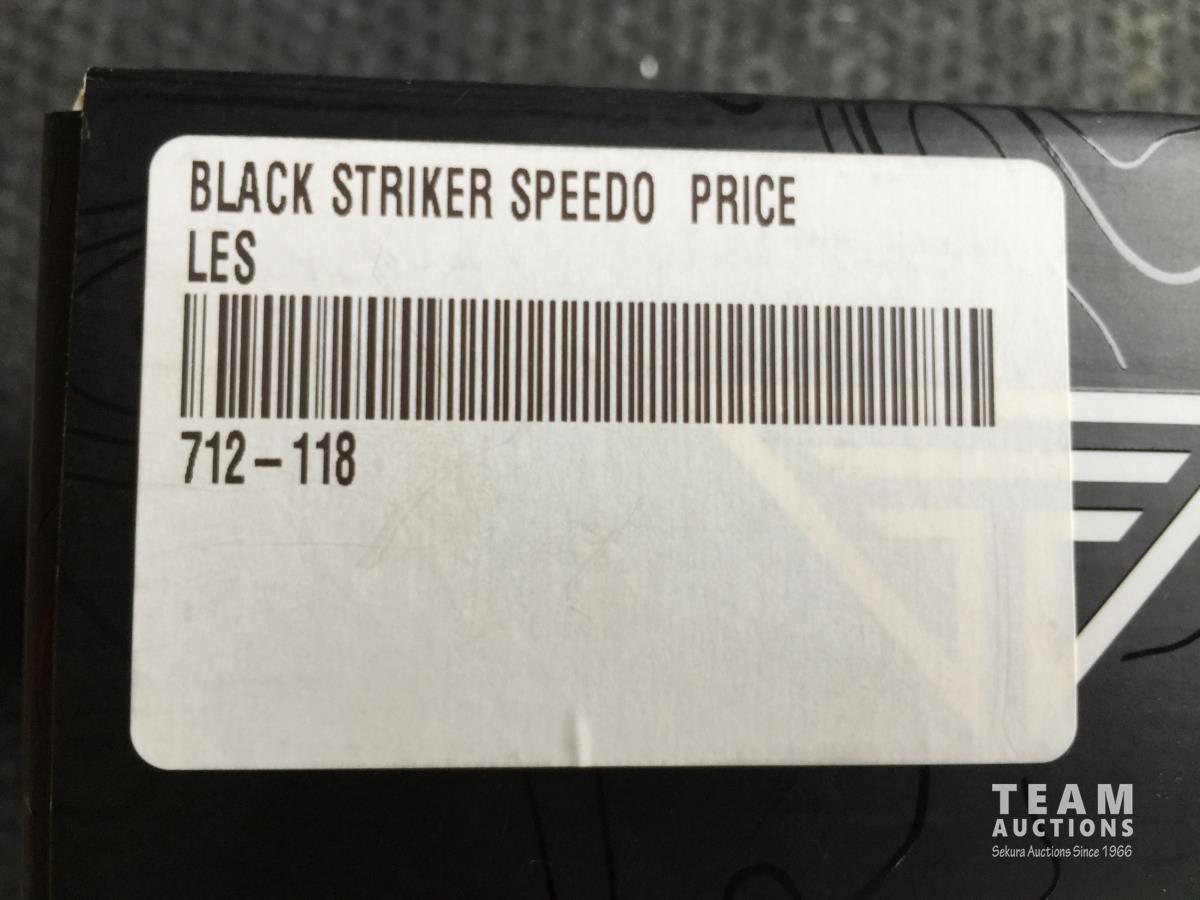 BLACK STRIKER SPEEDO PRICE
LES
712-118
TEAM
AUCTIONS
Sekura Auctions Since 1966